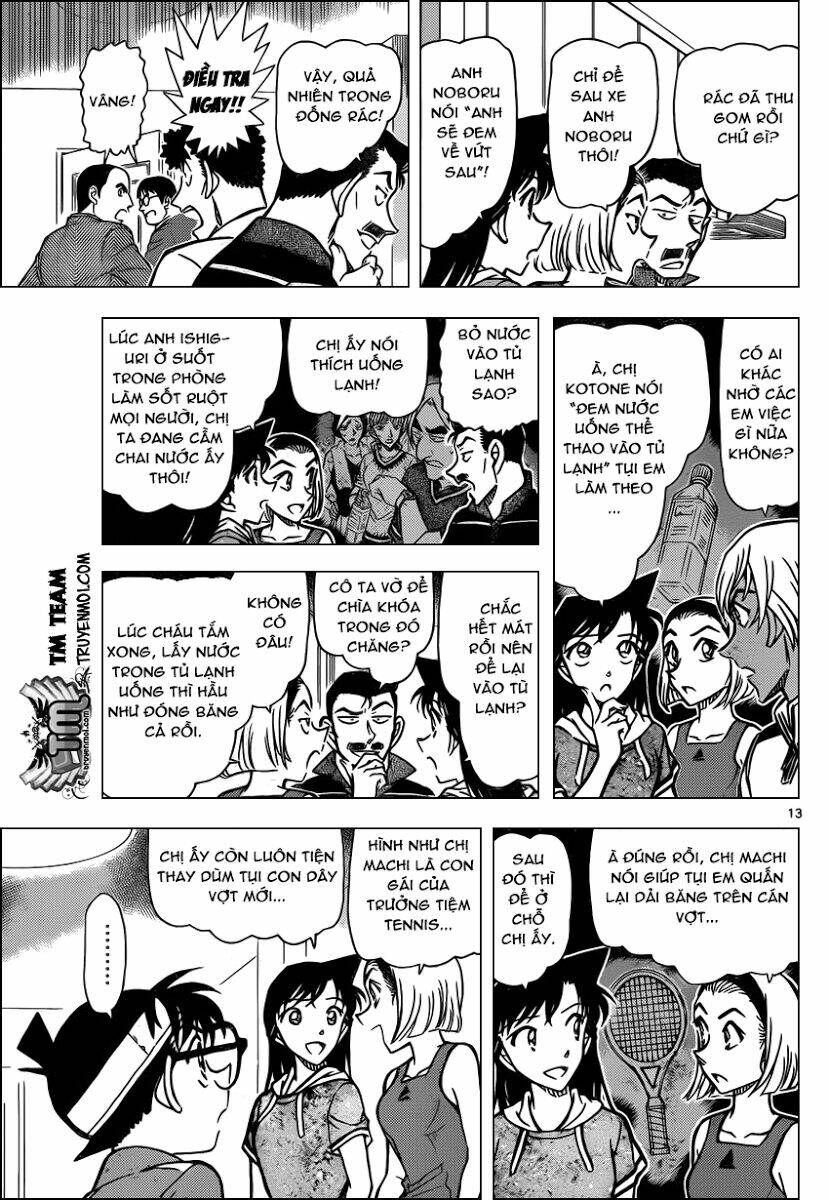 RÁC ĐÃ THU
GOM RỒI
CHỨ GÌ?
CHỈ ĐỂ
SAU XE
ANH
NOBORU
THÔI!
ANH
NOBORU
NÓI “ANH
SẼ ĐEM
VỀ VỨT
SAU”!
VẬY, QUẢ
NHIÊN TRONG
ĐỐNG RÁC!
ĐIỀU TRA
NGAY!!
VÂNG!
CÓ AI
KHÁC
NHỜ CÁC
EM VIỆC
GÌ NỮA
KHÔNG?
À, CHỊ
KOTONE NÓI
“ĐEM NƯỚC
UỐNG THỂ
THAO VÀO TỦ
LẠNH” TỤI EM
LÀM THEO
...
BỎ NƯỚC
VÀO TỦ
LẠNH
SAO?
CHỊ ẤY NÓI
THÍCH UỐNG
LẠNH!
LÚC ANH ISHIG-
URI Ở SUỐT
TRONG PHÒNG
LÀM SỐT RUỘT
MỌI NGƯỜI, CHỊ
TA ĐANG CẦM
CHAI NƯỚC ẤY
THÔI!
CHẮC
HẾT MÁT
RỒI NÊN
ĐỂ LẠI
VÀO TỦ
LẠNH?
CÔ TA VỜ ĐỂ
CHÌA KHÓA
TRONG ĐÓ
CHĂNG?
KHÔNG
CÓ
ĐÂU!
LÚC CHÁU TẮM
XONG, LẤY NƯỚC
TRONG TỦ LẠNH
UỐNG THÌ HẦU
NHƯ ĐÓNG BĂNG
CẢ RỒI.
TM TEAM
TRUYENMOI.COM
TM
truyenmoi.com
13
À ĐÚNG RỒI, CHỊ MACHI
NÓI GIÚP TỤI EM QUẤN
LẠI DẢI BĂNG TRÊN CÁN
VỢT...
SAU
ĐÓ THÌ
ĐỂ Ở
CHỖ
CHỊ ẤY.
HÌNH NHƯ CHỊ
MACHI LÀ CON
GÁI CỦA
TRƯỞNG TIỆM
TENNIS...
CHỊ ẤY CÒN LUÔN TIỆN
THAY DÙM TỤI CON DÂY
VỢT MỚI...
........